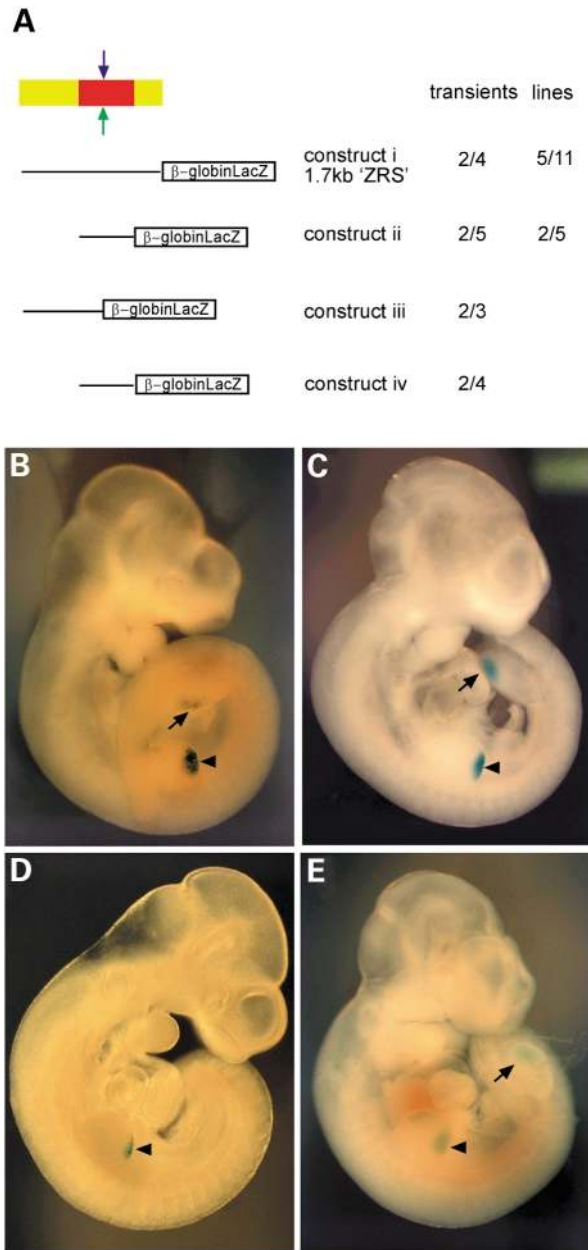 A
transients lines
β-globinLacZ construct i 2/4 5/11
1.7kb 'ZRS'
β-globinLacZ construct ii 2/5 2/5
β-globinLacZ construct iii 2/3
β-globinLacZ construct iv 2/4
B C
D E